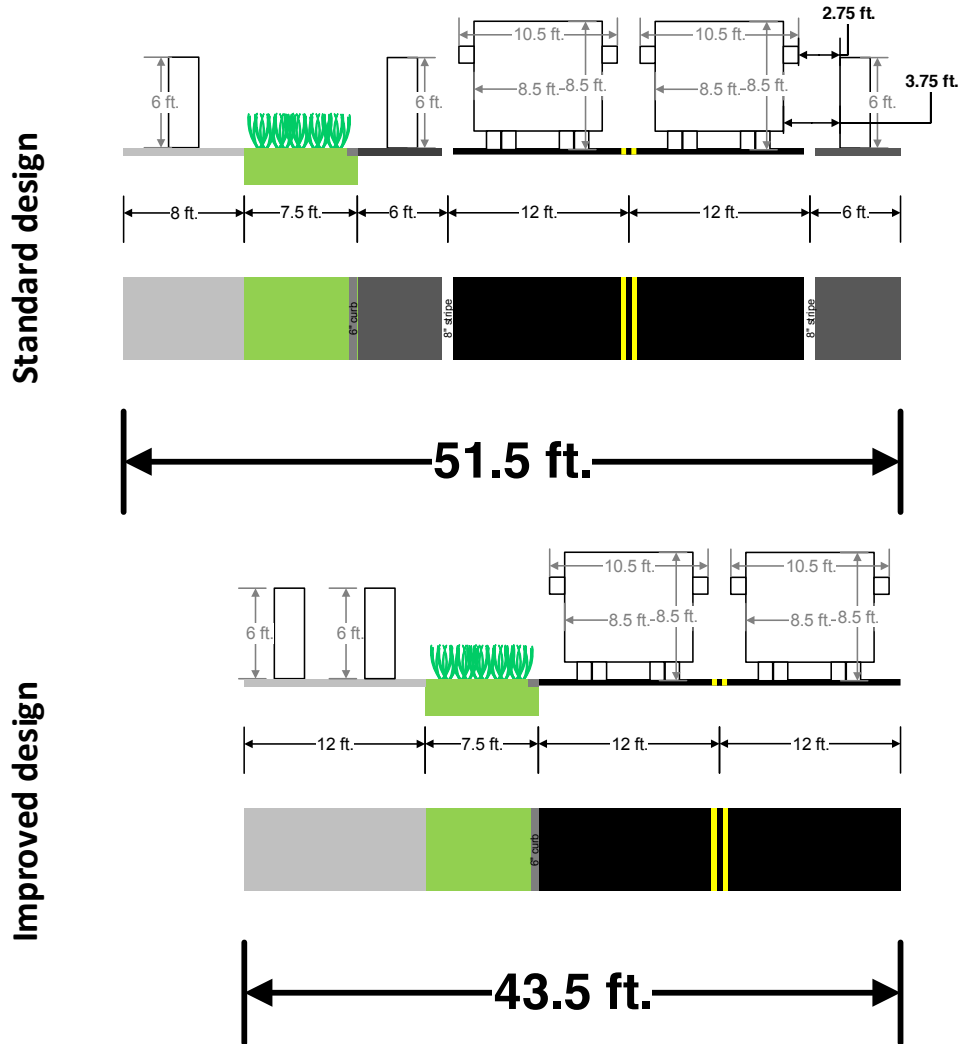 Standard design
2.75 ft.
10.5 ft.
10.5 ft.
3.75 ft.
6 ft.
6 ft.
8.5 ft.
8.5 ft.
8.5 ft.
8.5 ft.
6 ft.
8 ft.
7.5 ft.
6 ft.
12 ft.
12 ft.
6 ft.
6" curb
8" stripe
8" stripe
51.5 ft.
Improved design
10.5 ft.
10.5 ft.
6 ft.
6 ft.
8.5 ft.
8.5 ft.
8.5 ft.
8.5 ft.
12 ft.
7.5 ft.
12 ft.
12 ft.
6" curb
43.5 ft.